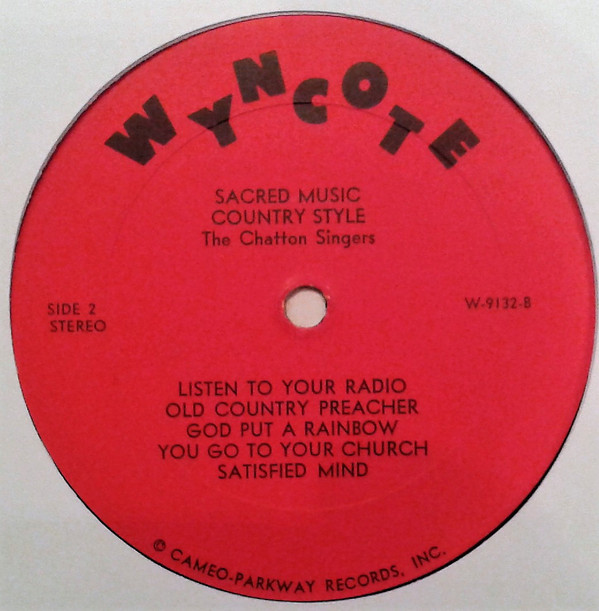 WYNCOTE
SACRED MUSIC
COUNTRY STYLE
The Chatton Singers
SIDE 2
STEREO
W-9132-B
LISTEN TO YOUR RADIO
OLD COUNTRY PREACHER
GOD PUT A RAINBOW
YOU GO TO YOUR CHURCH
SATISFIED MIND
© CAMEO-PARKWAY RECORDS, INC.